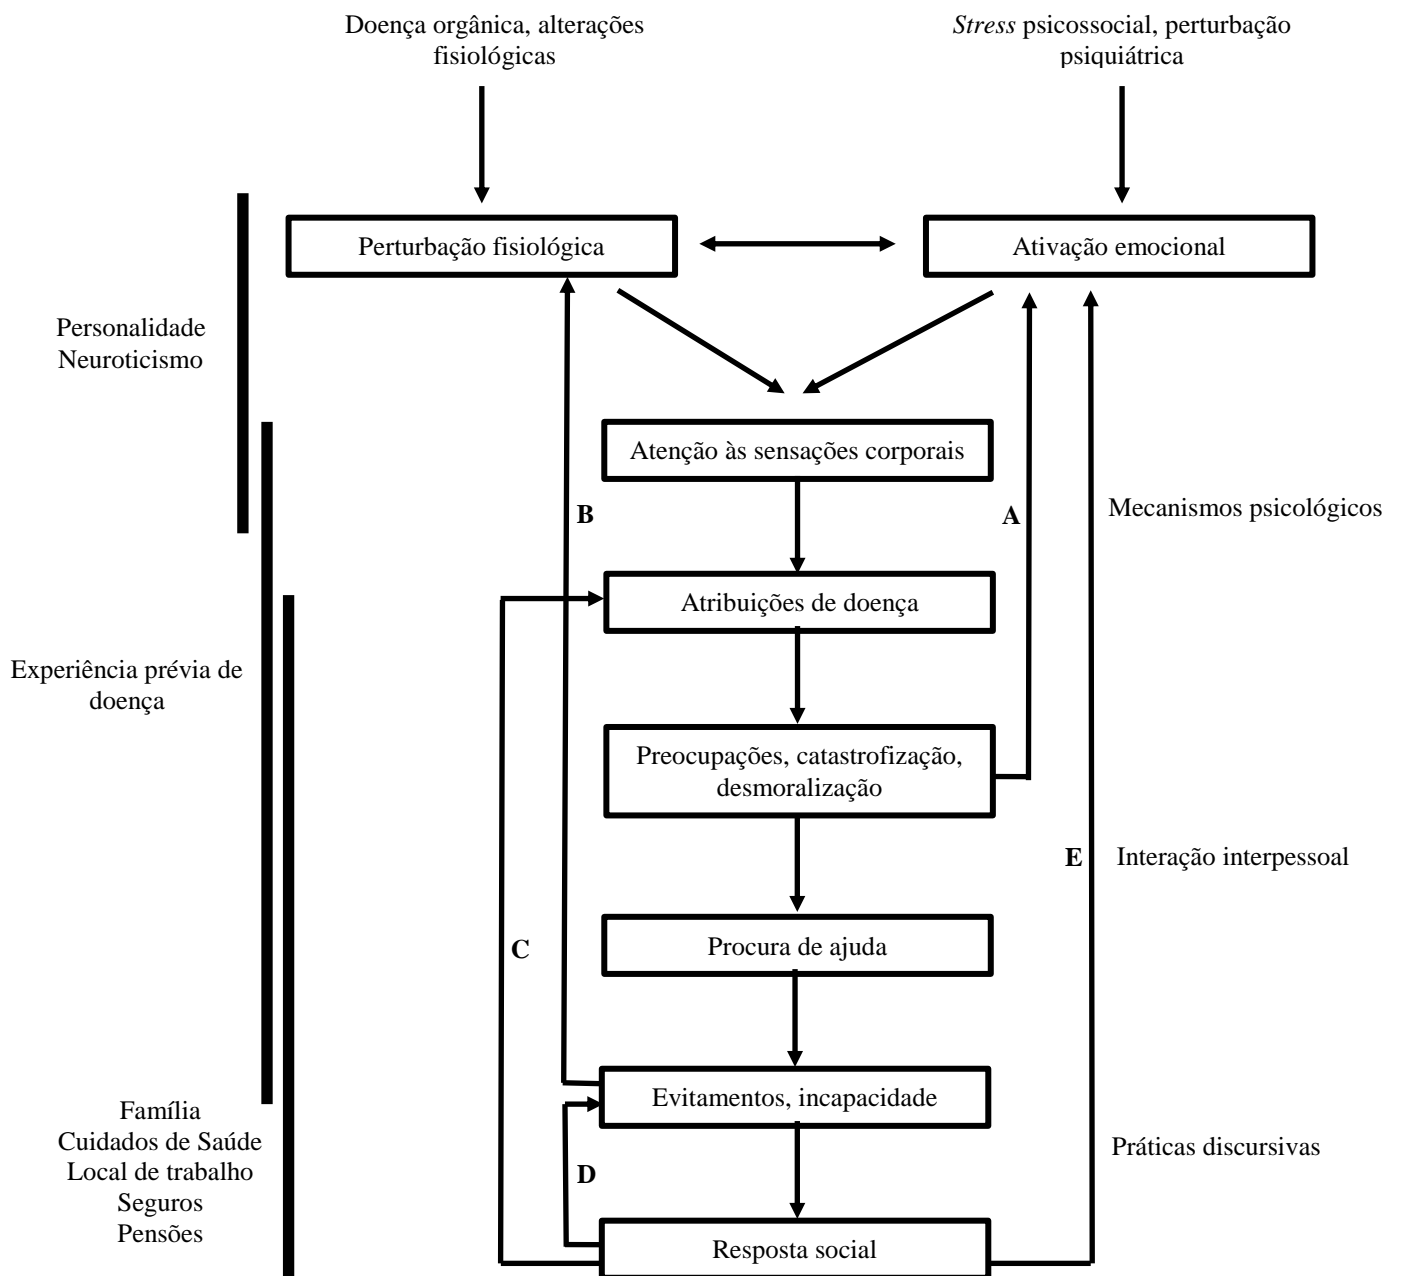 Doença orgânica, alterações
fisiológicas
Stress psicossocial, perturbação
psiquiátrica
Perturbação fisiológica
Ativação emocional
Personalidade
Neuroticismo
Atenção às sensações corporais
B
A
Mecanismos psicológicos
Atribuições de doença
Experiência prévia de
doença
Preocupações, catastrofização,
desmoralização
E
Interação interpessoal
Procura de ajuda
C
Evitamentos, incapacidade
Família
Cuidados de Saúde
Local de trabalho
Seguros
Pensões
D
Práticas discursivas
Resposta social